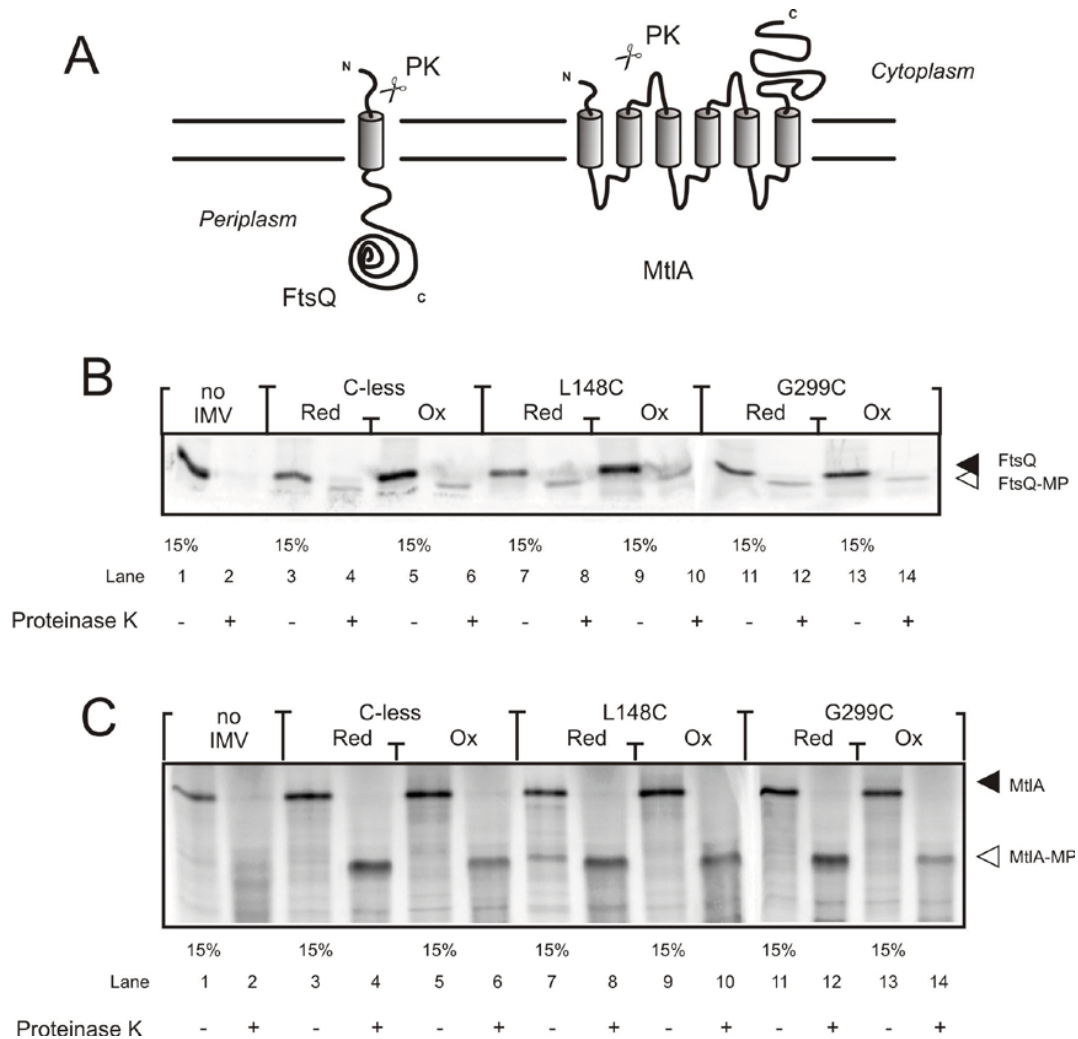 A
N
PK
Periplasm
FtsQ
C
N
PK
C
Cytoplasm
MtlA
B
no
IMV
C-less
L148C
G299C
Red Ox Red Ox Red Ox
FtsQ
FtsQ-MP
15% 15% 15% 15% 15% 15% 15%
Lane 1 2 3 4 5 6 7 8 9 10 11 12 13 14
Proteinase K - + - + - + - + - + - + - +
C
no
IMV
C-less
L148C
G299C
Red Ox Red Ox Red Ox
MtlA
MtlA-MP
15% 15% 15% 15% 15% 15% 15%
Lane 1 2 3 4 5 6 7 8 9 10 11 12 13 14
Proteinase K - + - + - + - + - + - + - +